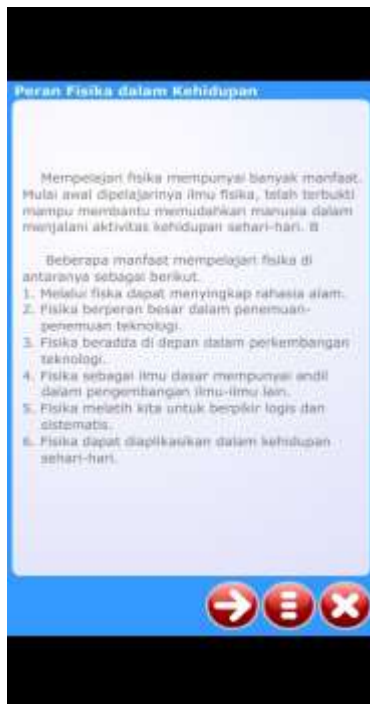 Peran Fisika dalam Kehidupan
Mempelajari fisika mempunyai banyak manfaat.
Mulai awal dipelajarinya ilmu fisika, telah terbukti
mampu membantu memudahkan manusia dalam
menjalani aktivitas kehidupan sehari-hari. B
Beberapa manfaat mempelajari fisika di
antaranya sebagai berikut.
1. Melalui fiska dapat menyingkap rahasia alam.
2. Fisika berperan besar dalam penemuan-
penemuan teknologi.
3. Fisika beradda di depan dalam perkembangan
teknologi.
4. Fisika sebagai ilmu dasar mempunyai andil
dalam pengembangan ilmu-ilmu lain.
5. Fisika melatih kita untuk berpikir logis dan
sistematis.
6. Fisika dapat diaplikasikan dalam kehidupan
sehari-hari.